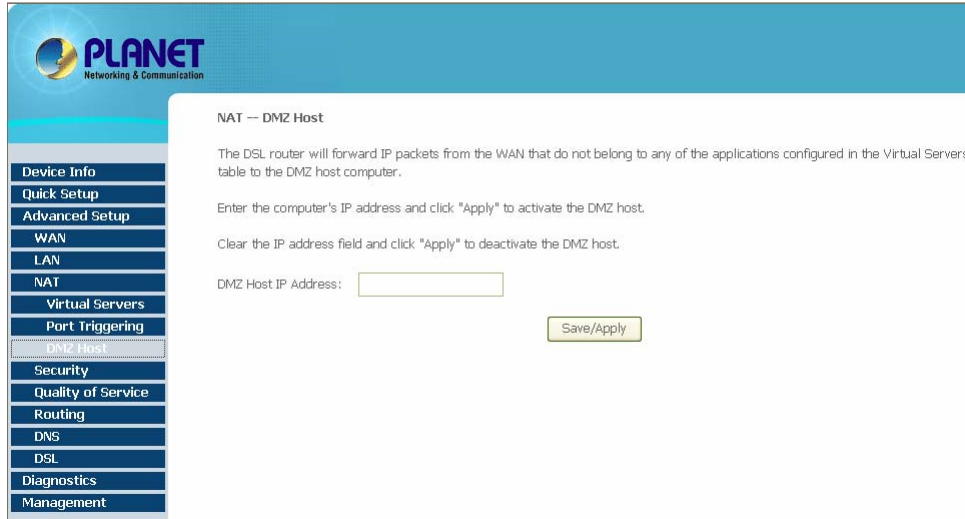 PLANET
Networking & Communication
NAT -- DMZ Host
The DSL router will forward IP packets from the WAN that do not belong to any of the applications configured in the Virtual Servers
table to the DMZ host computer.
Enter the computer's IP address and click "Apply" to activate the DMZ host.
Clear the IP address field and click "Apply" to deactivate the DMZ host.
DMZ Host IP Address:
Save/Apply
Device Info
Quick Setup
Advanced Setup
WAN
LAN
NAT
Virtual Servers
Port Triggering
DMZ Host
Security
Quality of Service
Routing
DNS
DSL
Diagnostics
Management